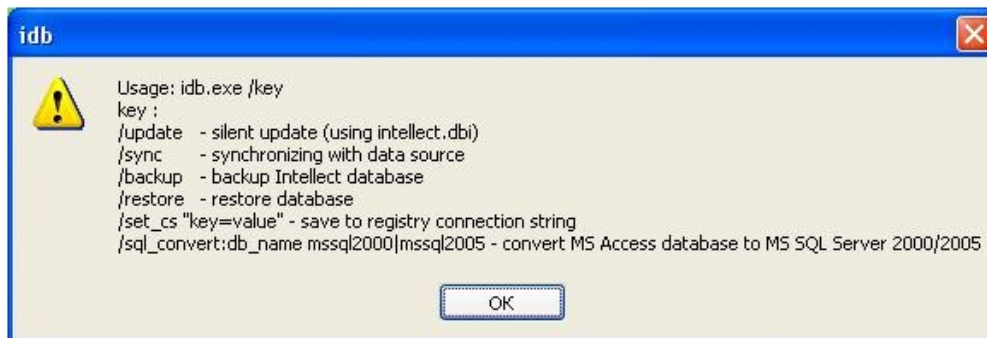 idb
Usage: idb.exe /key
key :
/update - silent update (using intellect.dbi)
/sync - synchronizing with data source
/backup - backup Intellect database
/restore - restore database
/set_cs "key=value" - save to registry connection string
/sql_convert:db_name mssql2000|mssql2005 - convert MS Access database to MS SQL Server 2000/2005
OK